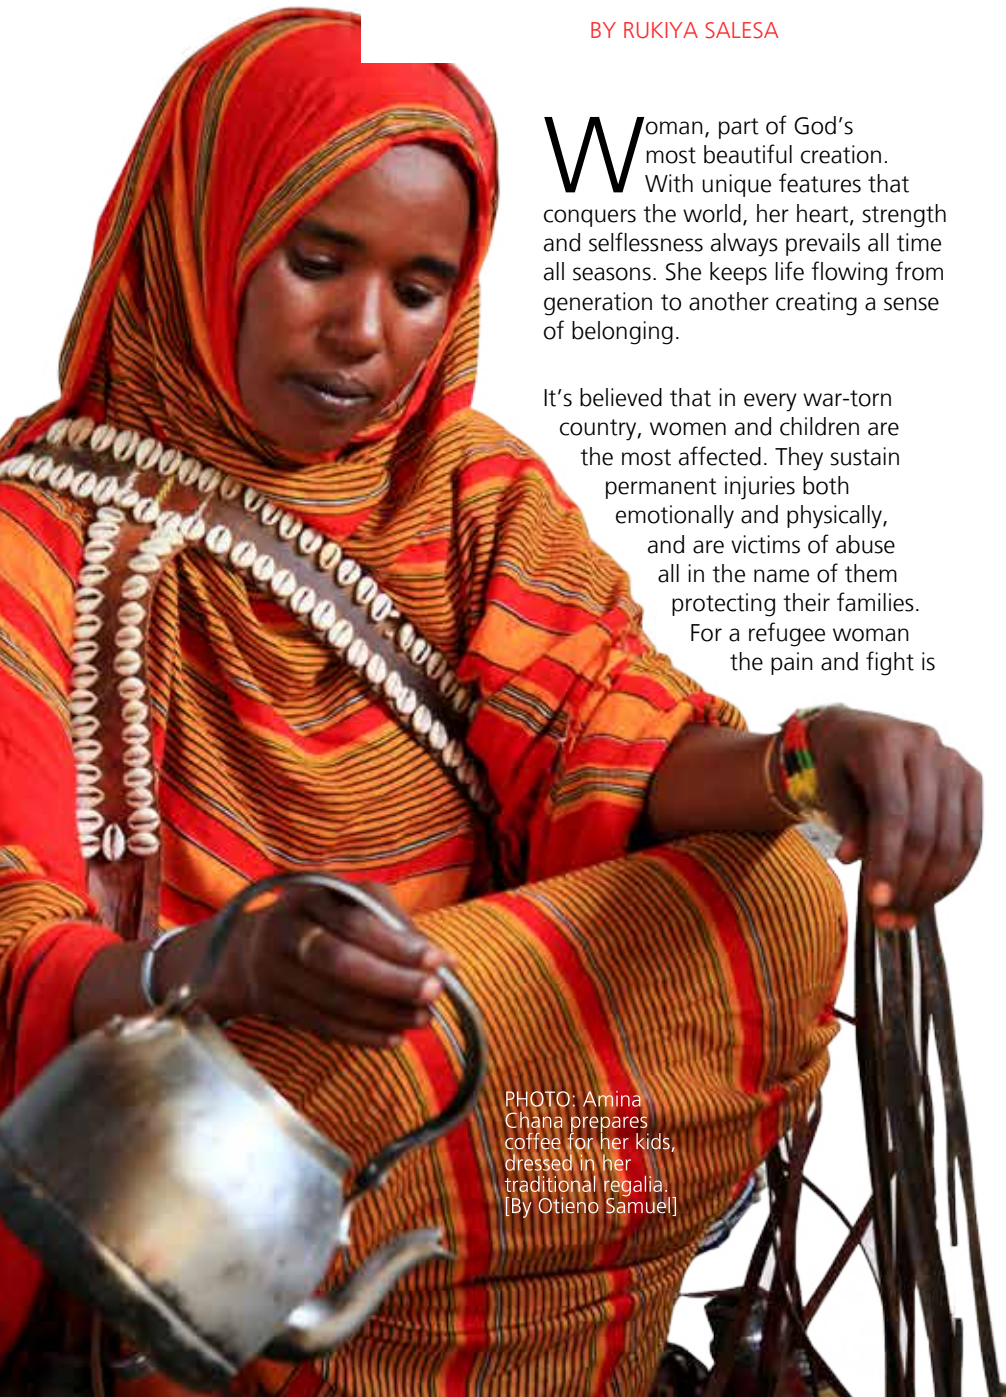 BY RUKIYA SALESA
Woman, part of God's
most beautiful creation.
With unique features that
conquers the world, her heart, strength
and selflessness always prevails all time
all seasons. She keeps life flowing from
generation to another creating a sense
of belonging.
It's believed that in every war-torn
country, women and children are
the most affected. They sustain
permanent injuries both
emotionally and physically,
and are victims of abuse
all in the name of them
protecting their families.
For a refugee woman
the pain and fight is
PHOTO: Amina
Chana prepares
coffee for her kids,
dressed in her
traditional regalia.
[By Otieno Samuel]